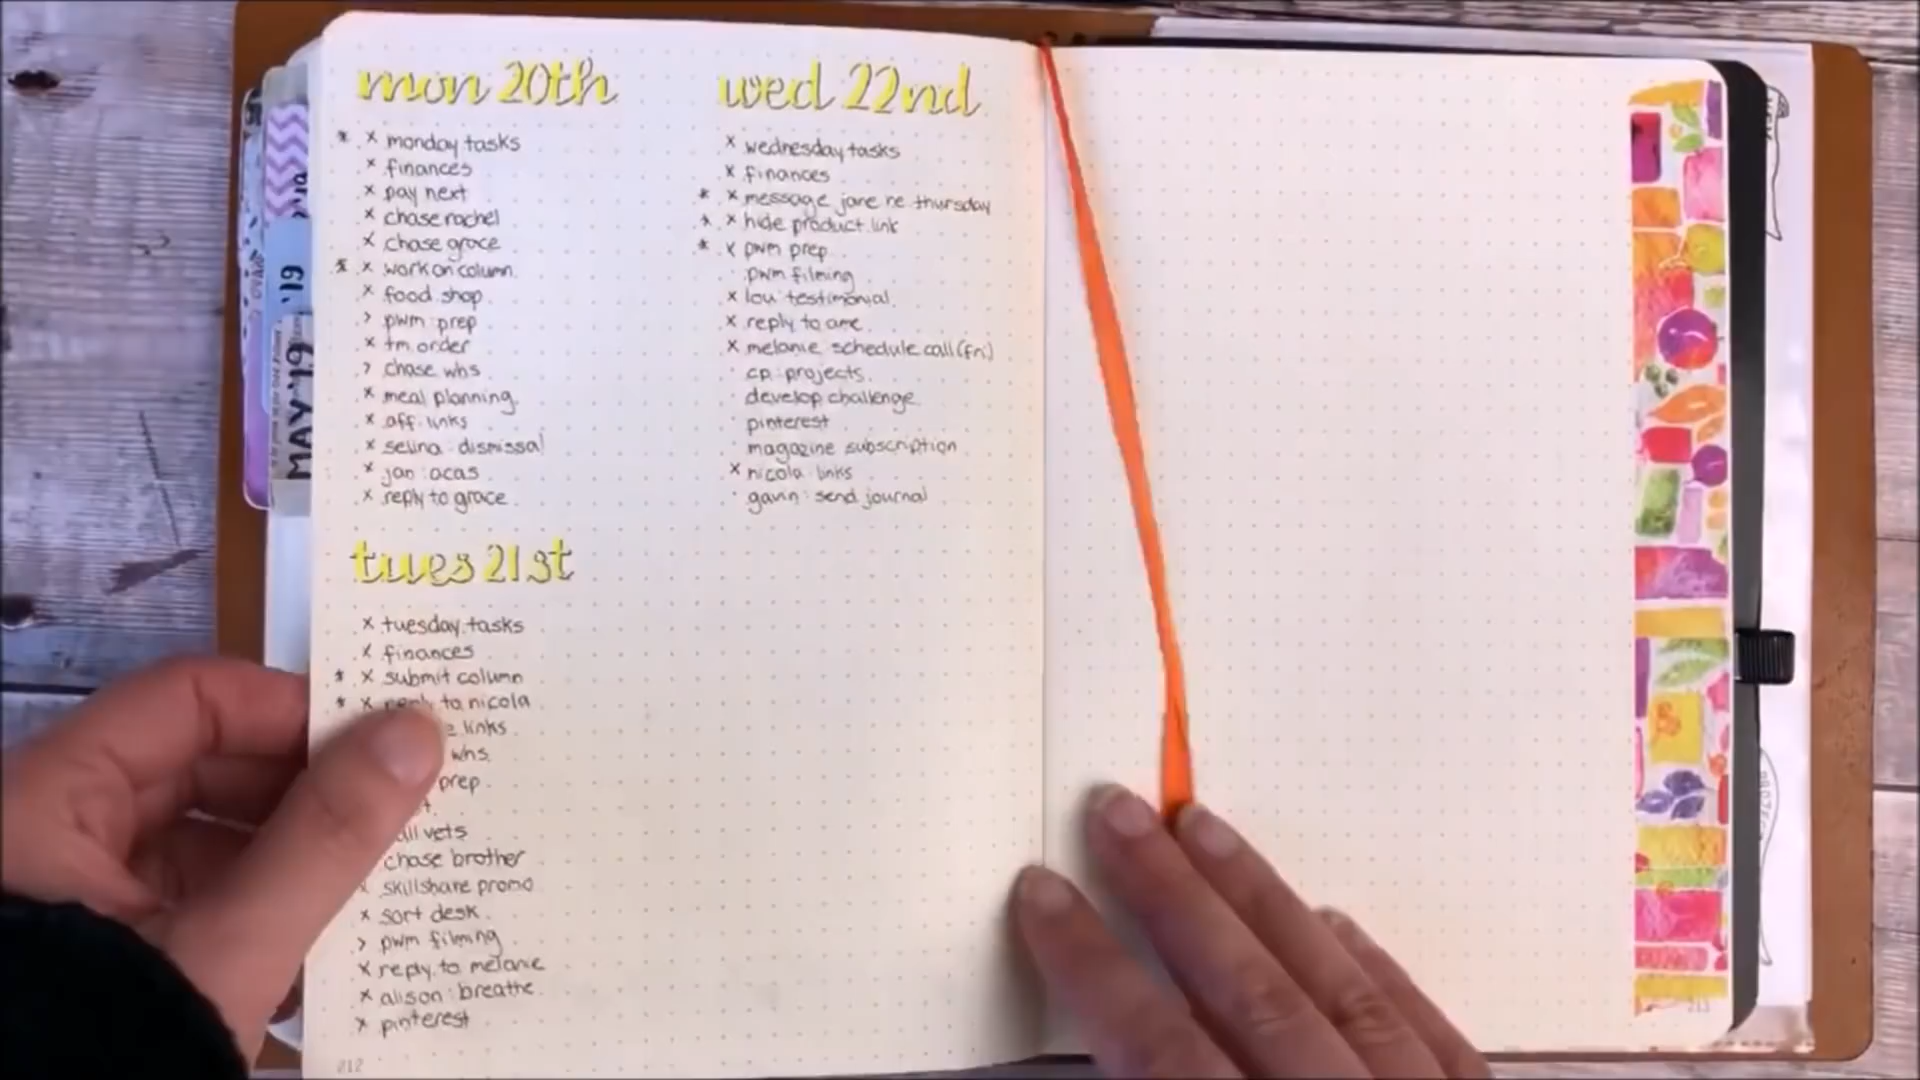 mon 20th
* x monday tasks
x finances
x pay next
x chase rachel
x chase grace
* x work on column
x food shop
> pwm prep
x tm order
> chase whs
x meal planning
x aff links
x selina : dismissal
x jan : acas
x reply to grace
tues 21st
x tuesday tasks
x finances
* x submit column
* x reply to nicola
links
whs
prep
vets
chase brother
x skillshare promo
x sort desk
> pwm filming
x reply to melanie
x alison : breathe
x pinterest
212
wed 22nd
x wednesday tasks
x finances
* x message jane re thursday
* x hide product link
* x pwm prep
· pwm filming
x lou testimonial
x reply to ame
x melanie schedule call (fri)
· cp projects
· develop challenge
· pinterest
· magazine subscription
x nicola links
· gavin : send journal
213
MAY '19
'19